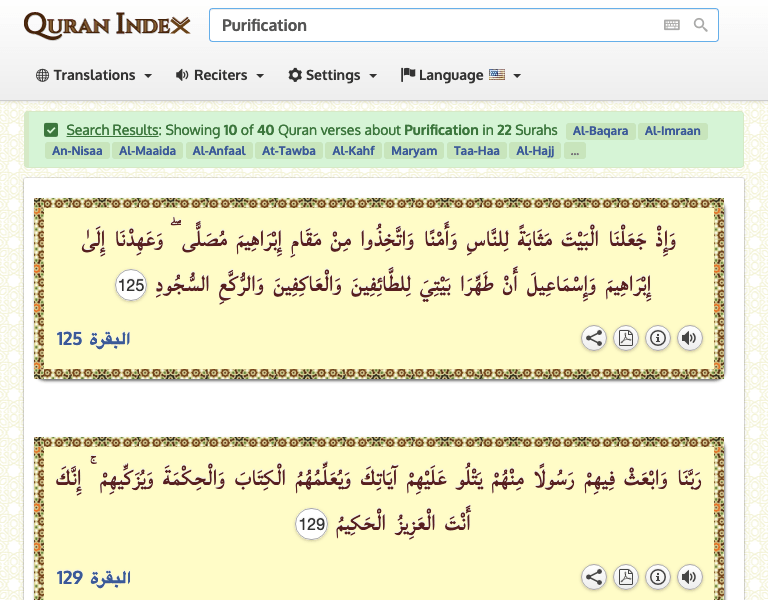 QURAN INDEX
Purification
Translations Reciters Settings Language
Search Results: Showing 10 of 40 Quran verses about Purification in 22 Surahs Al-Baqara Al-Imraan
An-Nisaa Al-Maaida Al-Anfaal At-Tawba Al-Kahf Maryam Taa-Haa Al-Hajj ...
وَإِذْ جَعَلْنَا الْبَيْتَ مَثَابَةً لِلنَّاسِ وَأَمْنًا وَاتَّخِذُوا مِنْ مَقَامِ إِبْرَاهِيمَ مُصَلًّى ۖ وَعَهِدْنَا إِلَىٰ
إِبْرَاهِيمَ وَإِسْمَاعِيلَ أَنْ طَهِّرَا بَيْتِيَ لِلطَّائِفِينَ وَالْعَاكِفِينَ وَالرُّكَّعِ السُّجُودِ 125
البقرة 125
رَبَّنَا وَابْعَثْ فِيهِمْ رَسُولًا مِنْهُمْ يَتْلُو عَلَيْهِمْ آيَاتِكَ وَيُعَلِّمُهُمُ الْكِتَابَ وَالْحِكْمَةَ وَيُزَكِّيهِمْ ۚ إِنَّكَ
أَنْتَ الْعَزِيزُ الْحَكِيمُ 129
البقرة 129